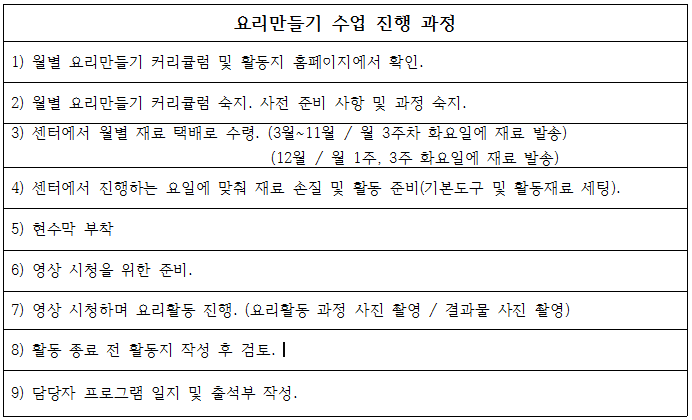 요리만들기 수업 진행 과정
1) 월별 요리만들기 커리큘럼 및 활동지 홈페이지에서 확인.
2) 월별 요리만들기 커리큘럼 숙지. 사전 준비 사항 및 과정 숙지.
3) 센터에서 월별 재료 택배로 수령. (3월~11월 / 월 3주차 화요일에 재료 발송)
(12월 / 월 1주, 3주 화요일에 재료 발송)
4) 센터에서 진행하는 요일에 맞춰 재료 손질 및 활동 준비(기본도구 및 활동재료 세팅).
5) 현수막 부착
6) 영상 시청을 위한 준비.
7) 영상 시청하며 요리활동 진행. (요리활동 과정 사진 촬영 / 결과물 사진 촬영)
8) 활동 종료 전 활동지 작성 후 검토.
9) 담당자 프로그램 일지 및 출석부 작성.